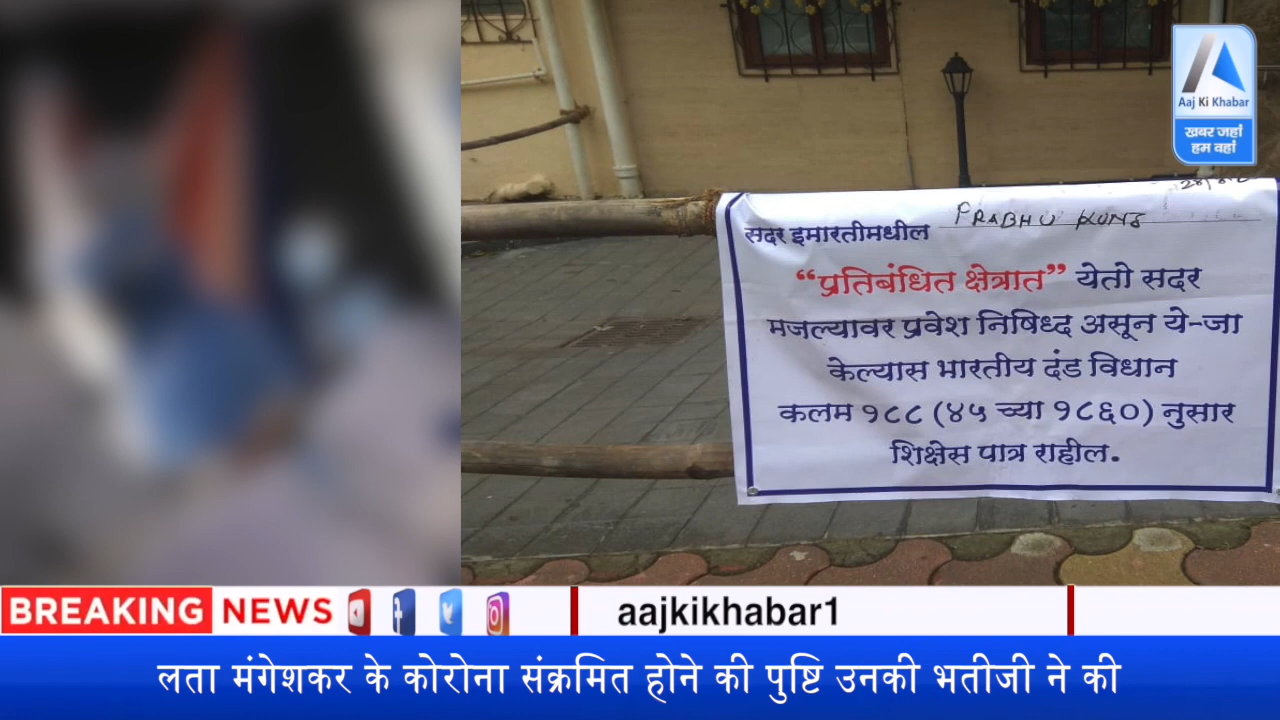 Aaj Ki Khabar
ख़बर जहां
हम वहां
PRABHU KUNJ
सदर इमारतीमधील
“प्रतिबंधित क्षेत्रात” येतो सदर
मजल्यावर प्रवेश निषिध्द असून ये-जा
केल्यास भारतीय दंड विधान
कलम १८८ (४५ च्या १८६०) नुसार
शिक्षेस पात्र राहील.
BREAKING NEWS
aajkikhabar1
लता मंगेशकर के कोरोना संक्रमित होने की पुष्टि उनकी भतीजी ने की